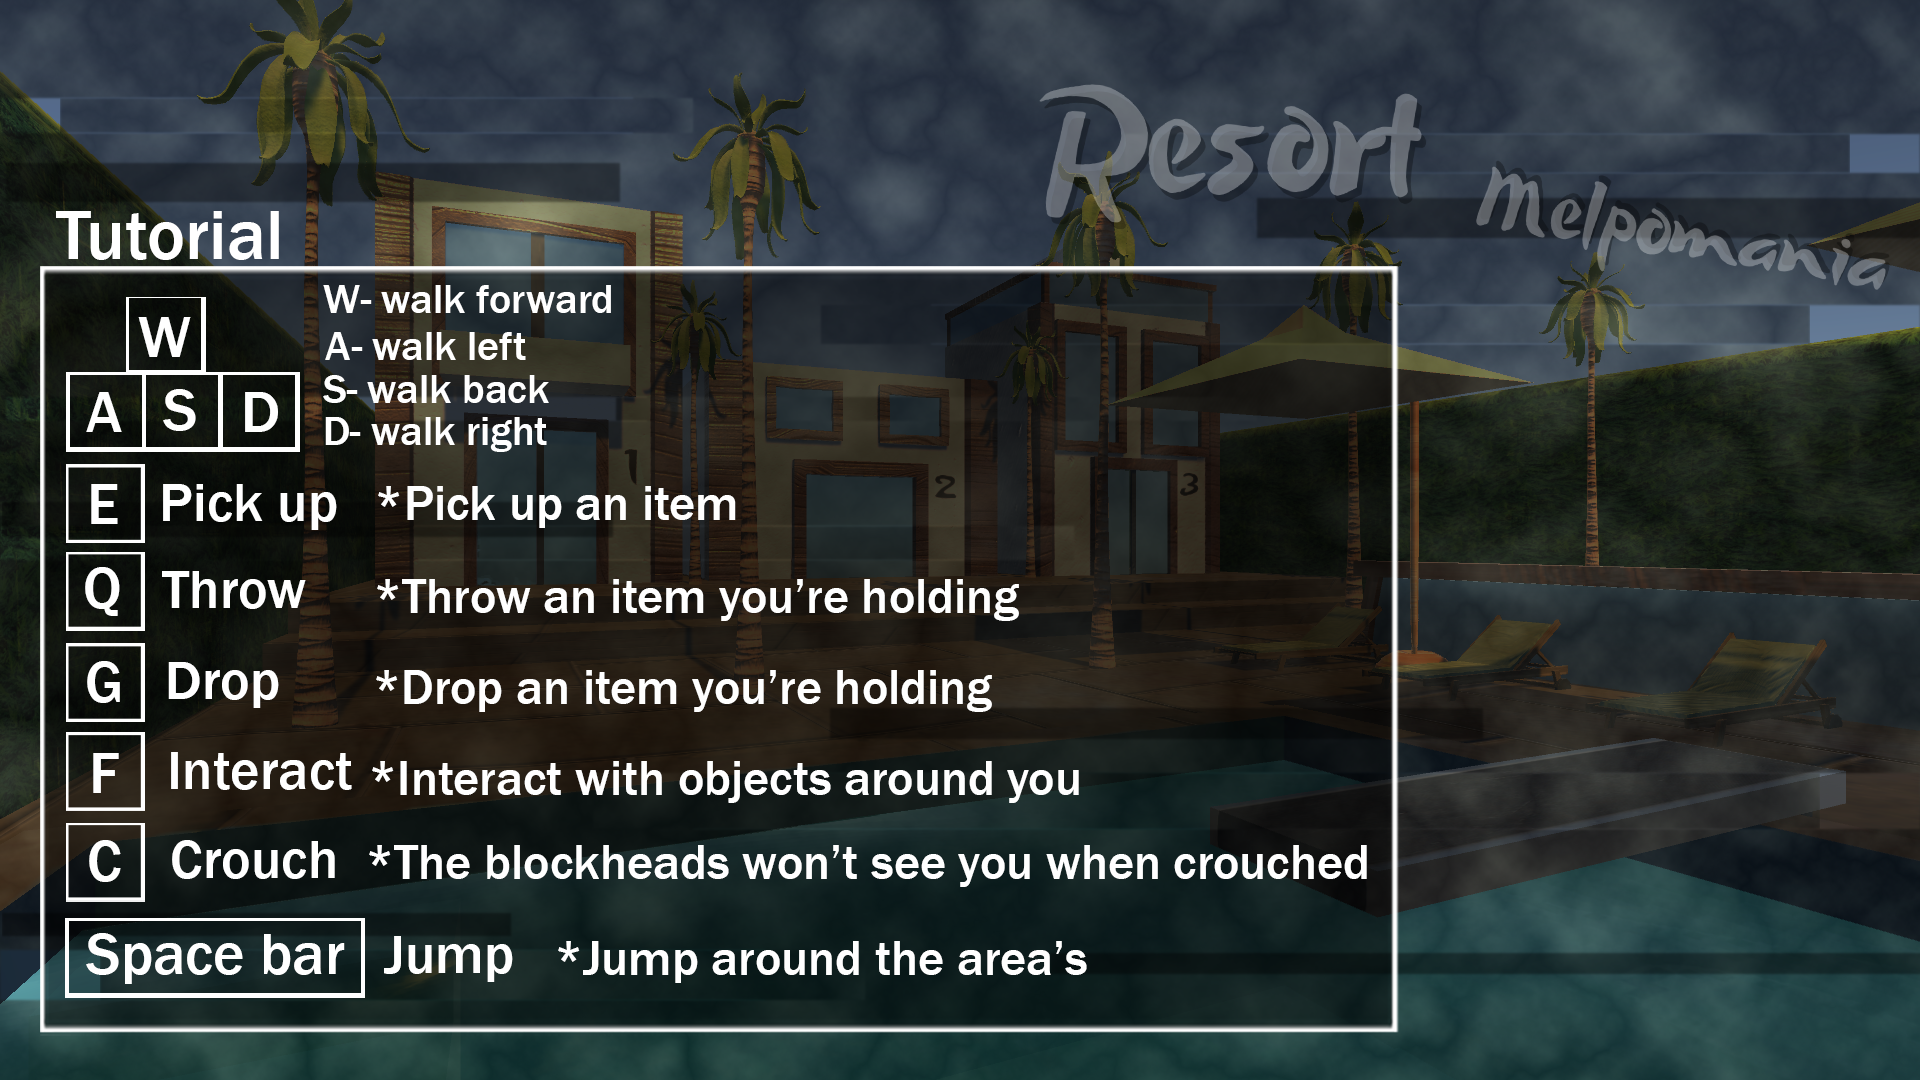 Resort
Melpomania
Tutorial
W
A S D
W- walk forward
A- walk left
S- walk back
D- walk right
E Pick up *Pick up an item
Q Throw *Throw an item you’re holding
G Drop *Drop an item you’re holding
F Interact *Interact with objects around you
C Crouch *The blockheads won’t see you when crouched
Space bar Jump *Jump around the area’s
1
2
3